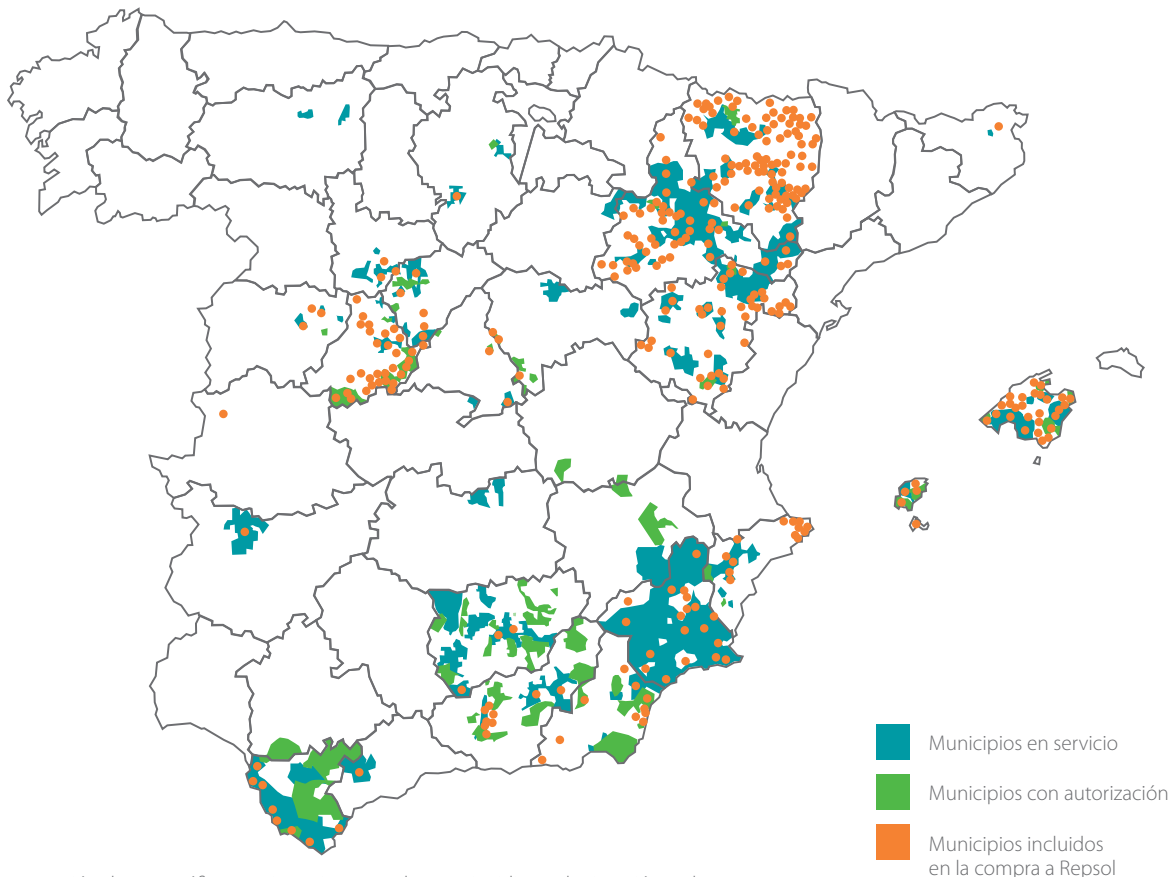 Municipios en servicio
Municipios con autorización
Municipios incluidos
en la compra a Repsol